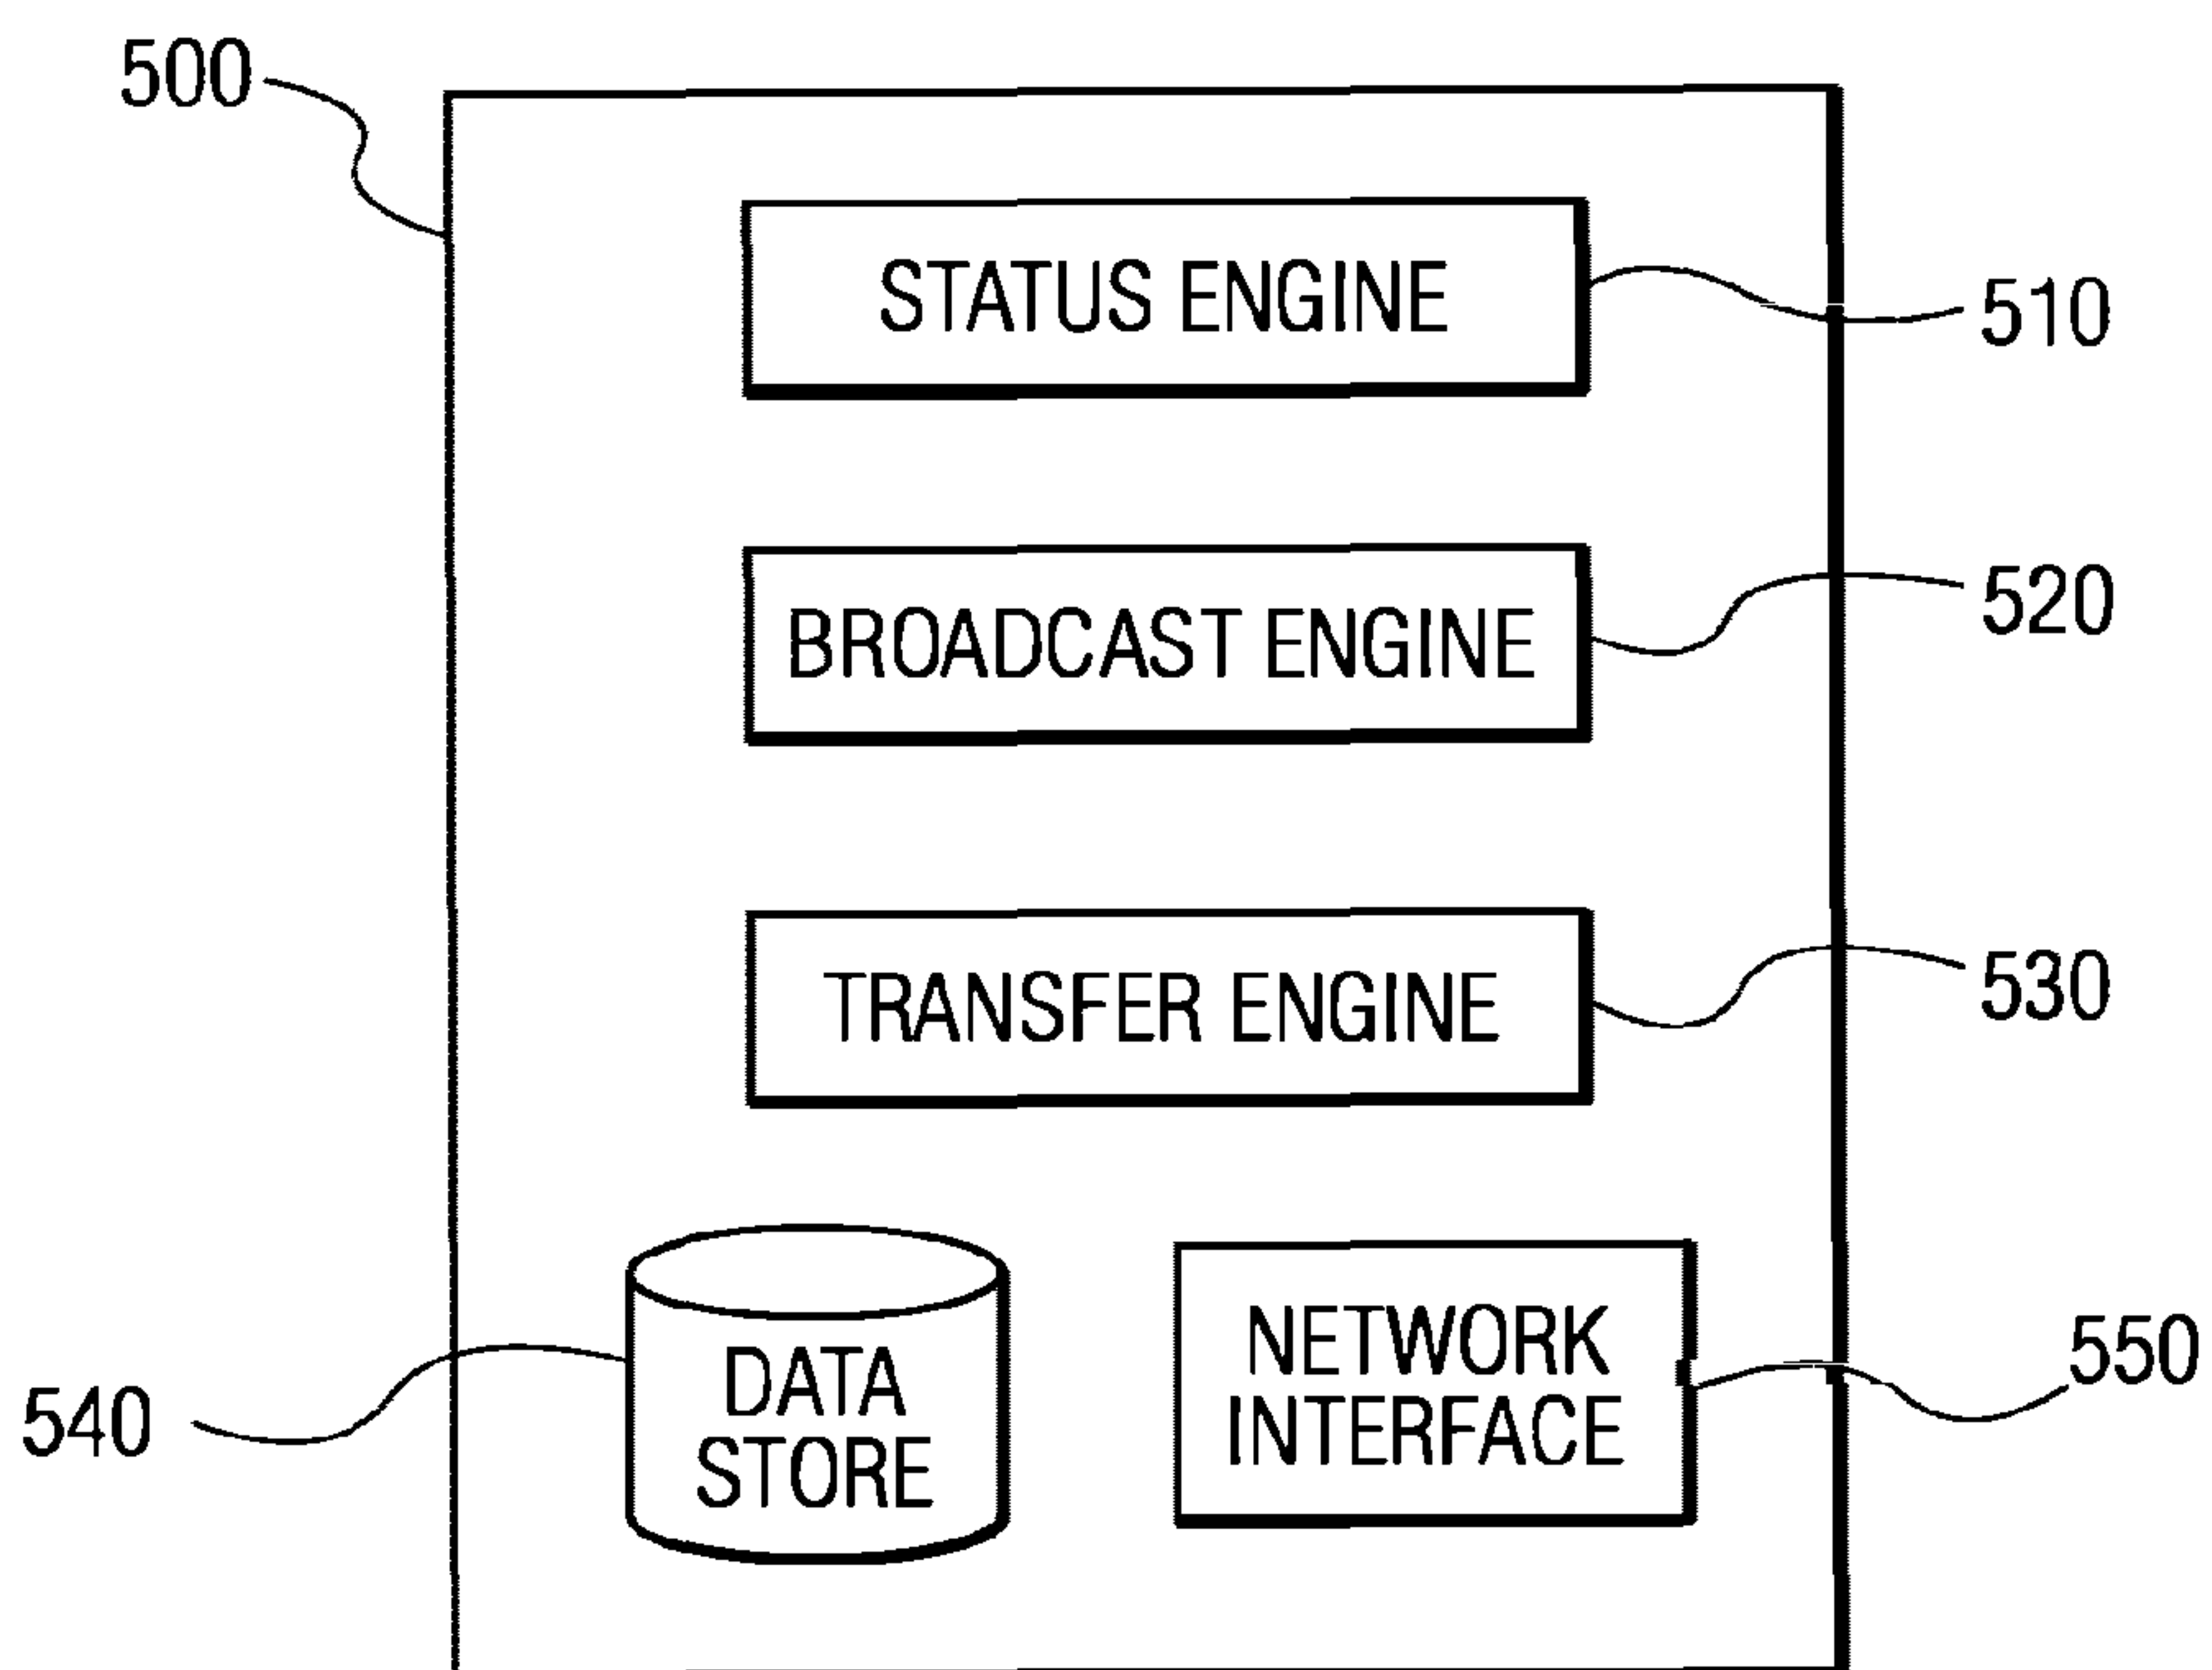 500
STATUS ENGINE
510
BROADCAST ENGINE
520
TRANSFER ENGINE
530
DATA
STORE
540
NETWORK
INTERFACE
550